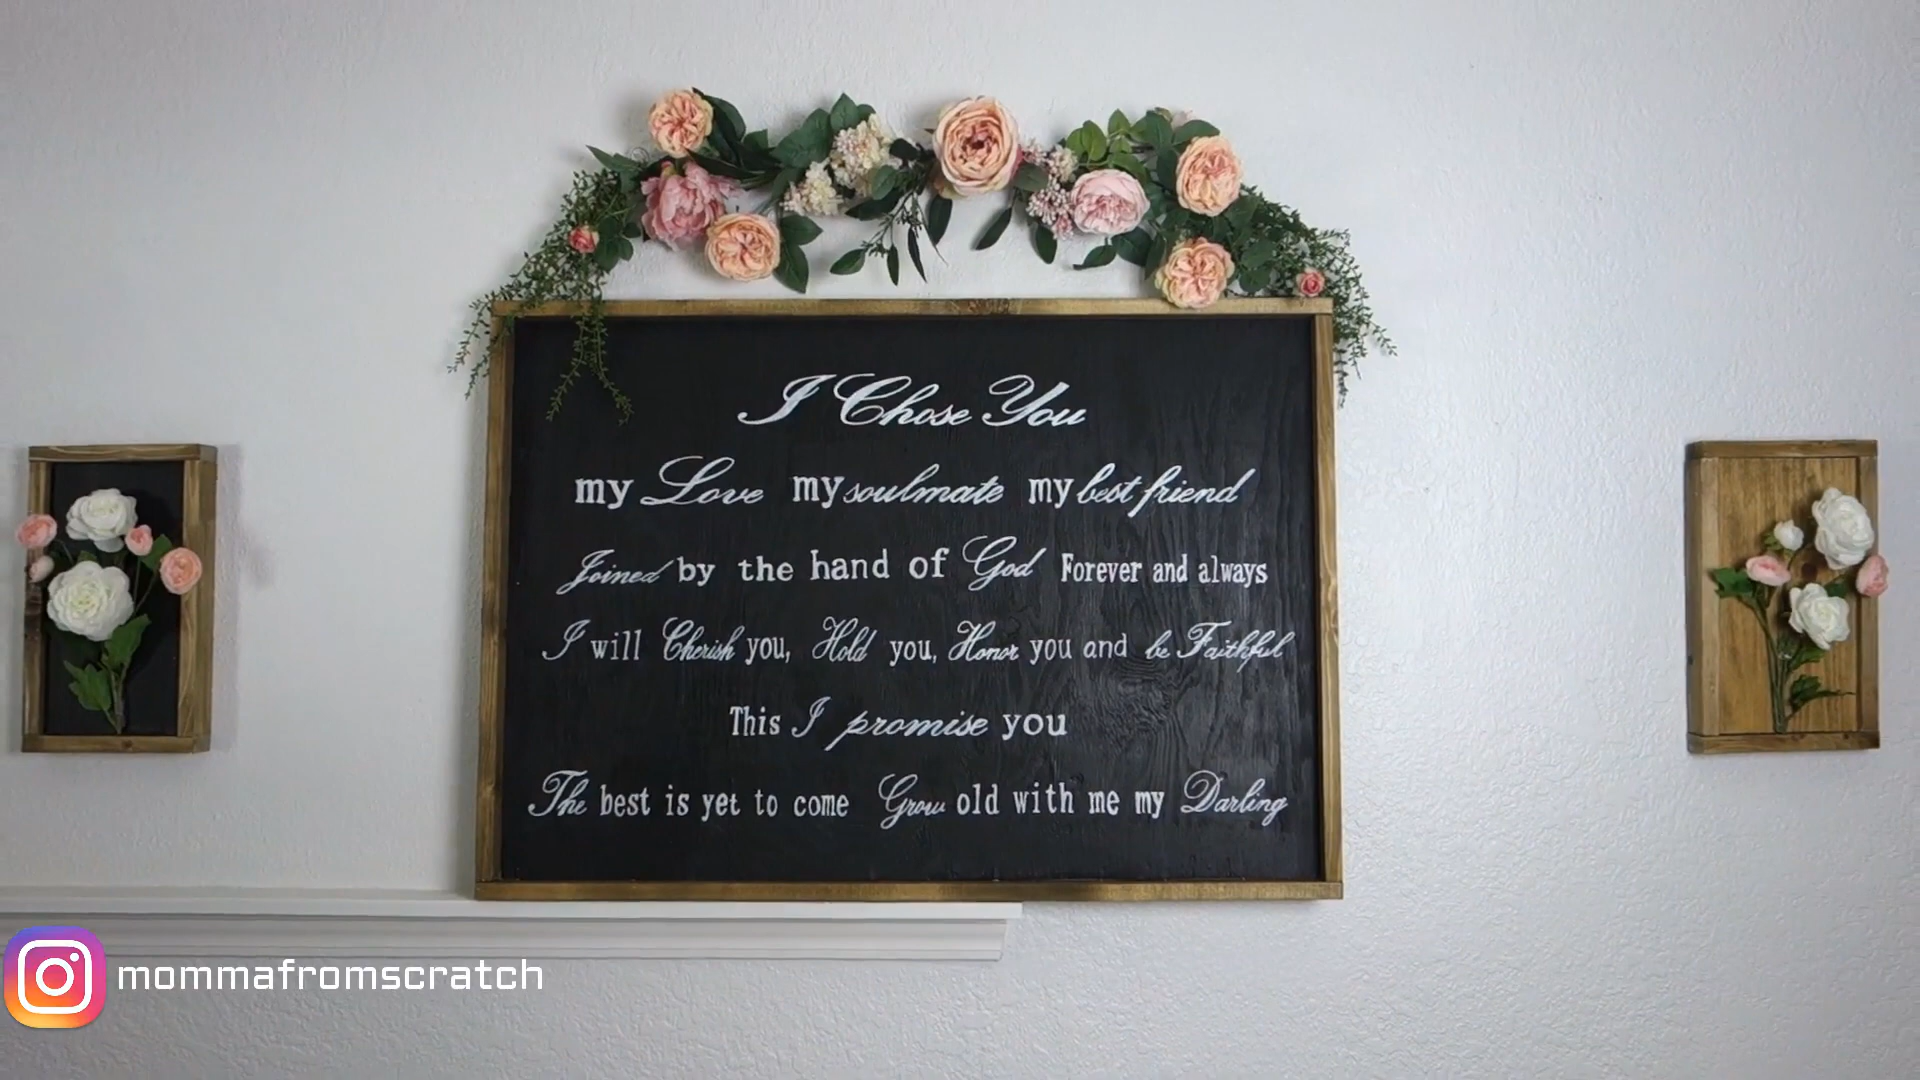 I Chose You
my Love my soulmate my best friend
Joined by the hand of God Forever and always
I will Cherish you, Hold you, Honor you and be Faithful
This I promise you
The best is yet to come Grow old with me my Darling
mommafromscratch